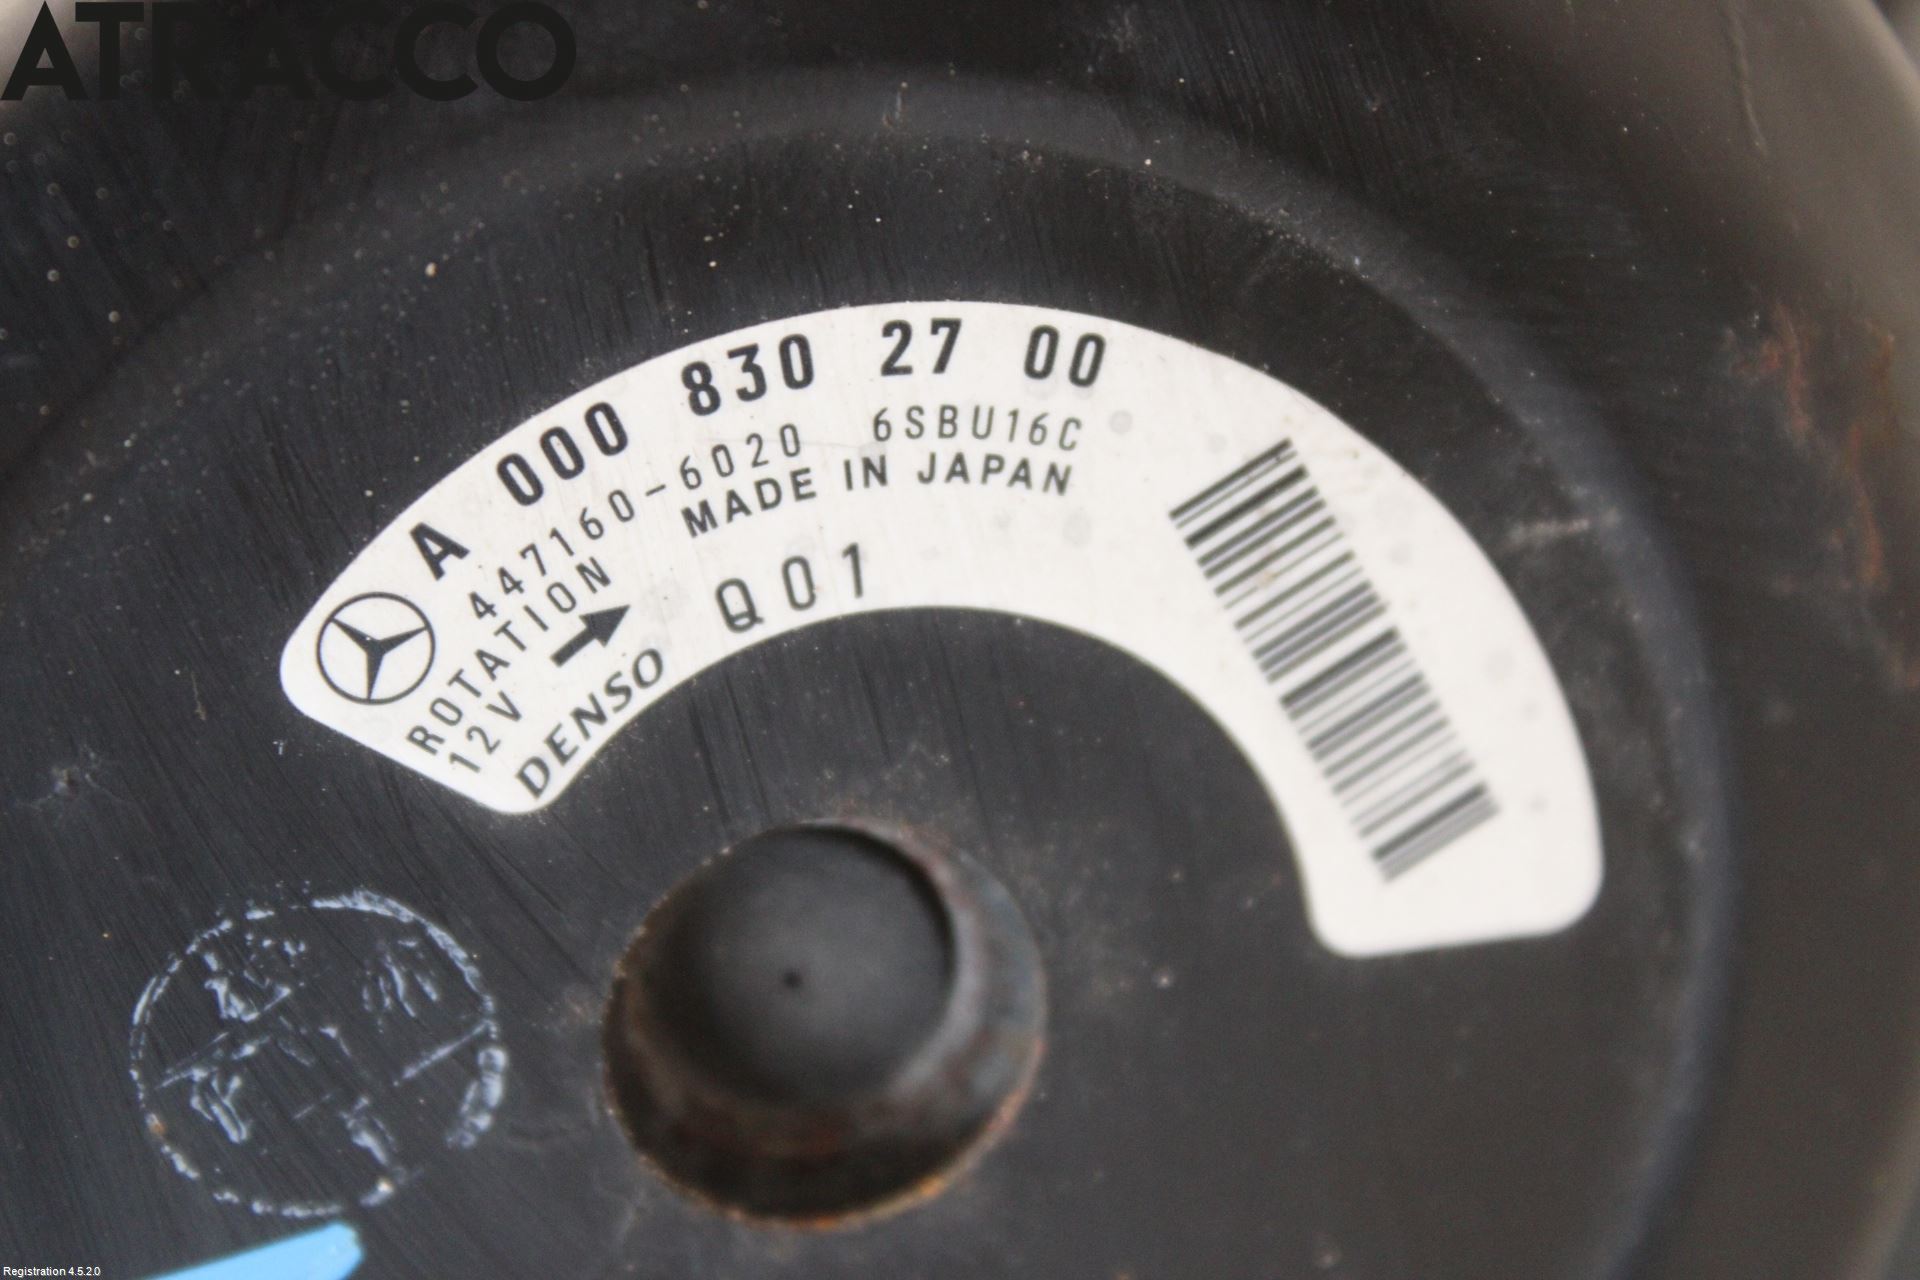 ATRACCO
A 000 830 27 00
447160-6020 6SBU16C
ROTATION MADE IN JAPAN
12V Q01
DENSO
Registration 4.5.2.0